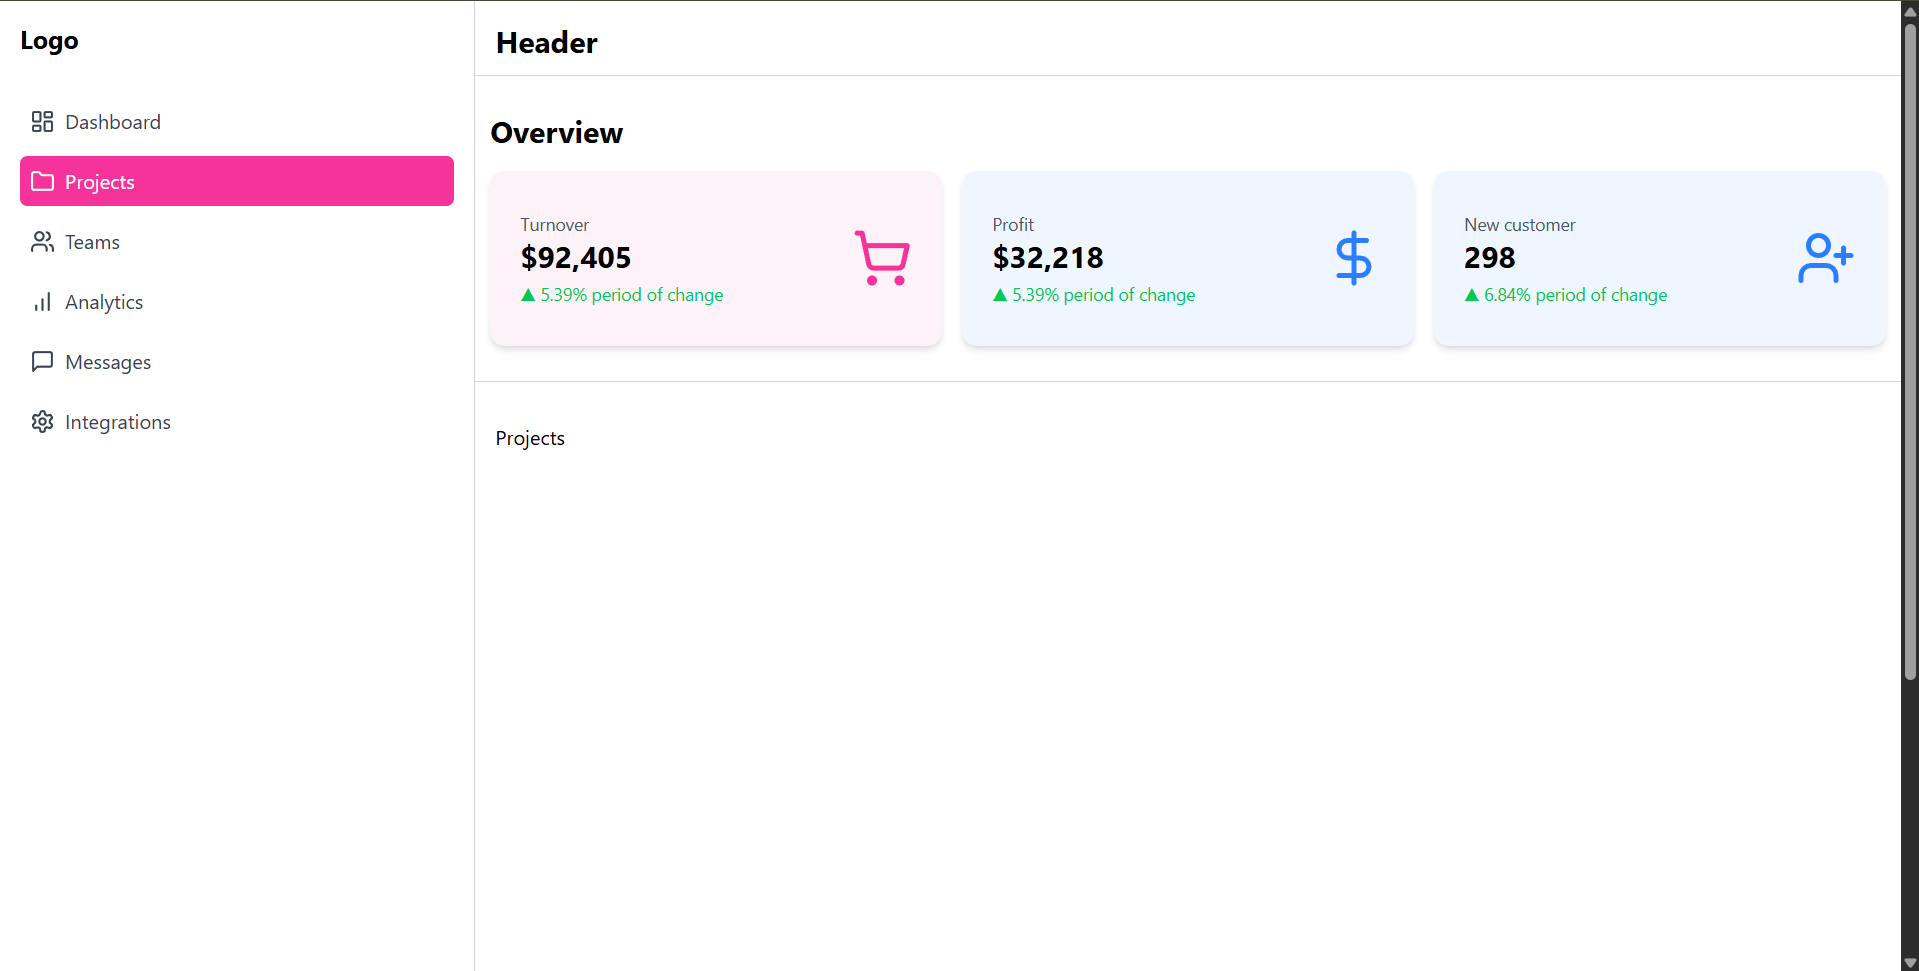 Logo
Dashboard
Projects
Teams
Analytics
Messages
Integrations
Header
Overview
Turnover
$92,405
▲ 5.39% period of change
Profit
$32,218
▲ 5.39% period of change
New customer
298
▲ 6.84% period of change
Projects